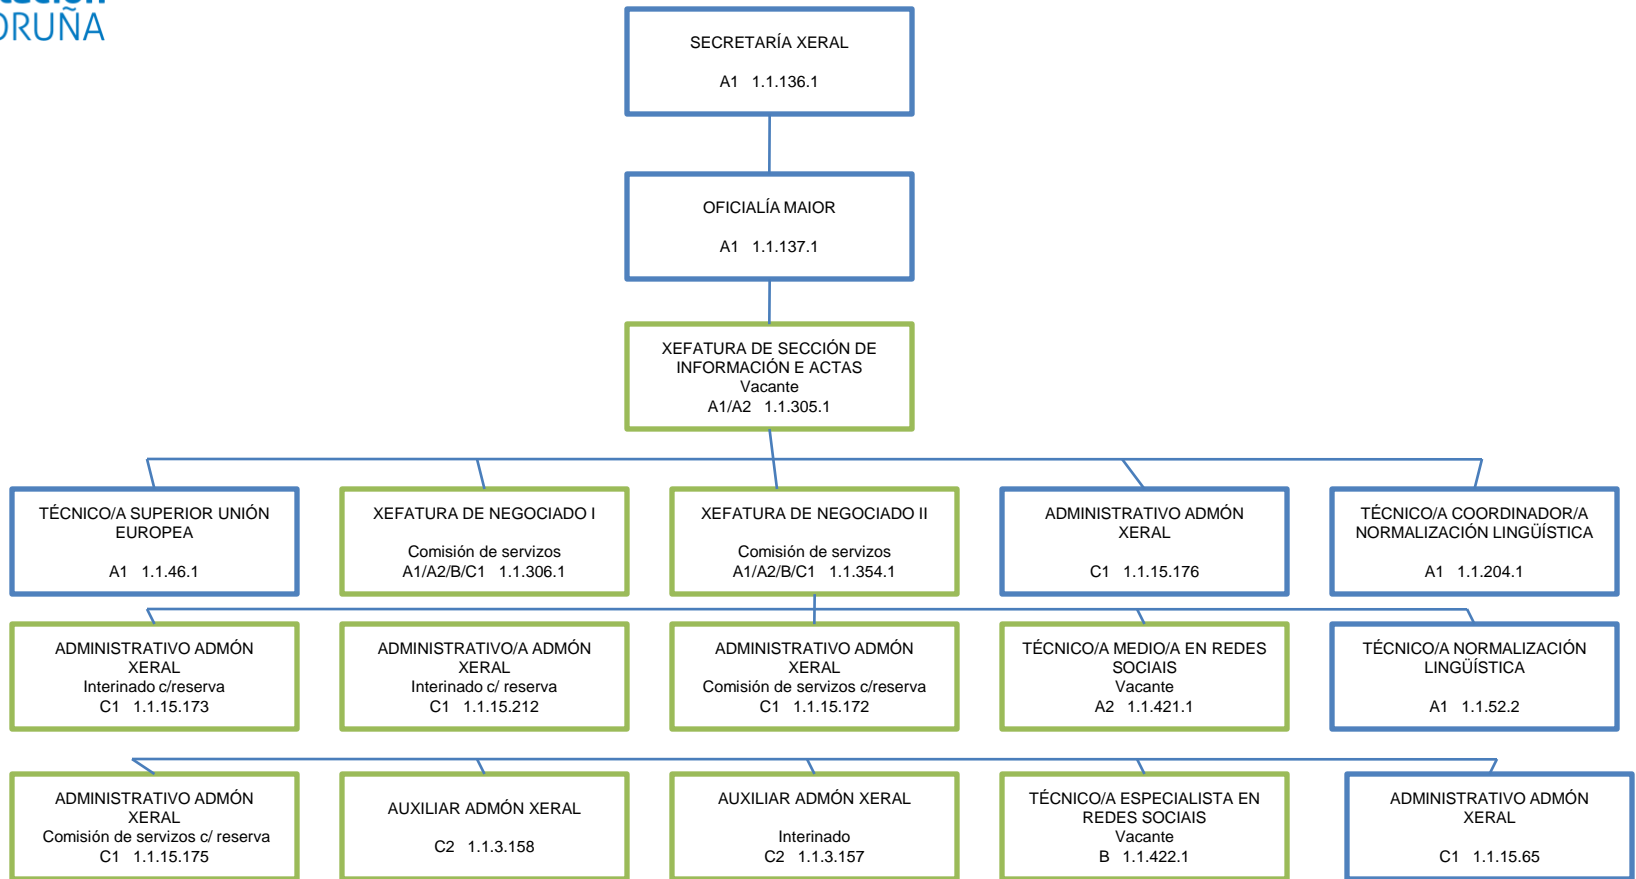 ORUÑA
SECRETARÍA XERAL
A1 1.1.136.1
OFICIALÍA MAIOR
A1 1.1.137.1
XEFATURA DE SECCIÓN DE
INFORMACIÓN E ACTAS
Vacante
A1/A2 1.1.305.1
TÉCNICO/A SUPERIOR UNIÓN
EUROPEA
A1 1.1.46.1
XEFATURA DE NEGOCIADO I
Comisión de servizos
A1/A2/B/C1 1.1.306.1
XEFATURA DE NEGOCIADO II
Comisión de servizos
A1/A2/B/C1 1.1.354.1
ADMINISTRATIVO ADMÓN
XERAL
C1 1.1.15.176
TÉCNICO/A COORDINADOR/A
NORMALIZACIÓN LINGÜÍSTICA
A1 1.1.204.1
ADMINISTRATIVO ADMÓN
XERAL
Interinado c/reserva
C1 1.1.15.173
ADMINISTRATIVO/A ADMÓN
XERAL
Interinado c/ reserva
C1 1.1.15.212
ADMINISTRATIVO ADMÓN
XERAL
Comisión de servizos c/reserva
C1 1.1.15.172
TÉCNICO/A MEDIO/A EN REDES
SOCIAIS
Vacante
A2 1.1.421.1
TÉCNICO/A NORMALIZACIÓN
LINGÜÍSTICA
A1 1.1.52.2
ADMINISTRATIVO ADMÓN
XERAL
Comisión de servizos c/ reserva
C1 1.1.15.175
AUXILIAR ADMÓN XERAL
C2 1.1.3.158
AUXILIAR ADMÓN XERAL
Interinado
C2 1.1.3.157
TÉCNICO/A ESPECIALISTA EN
REDES SOCIAIS
Vacante
B 1.1.422.1
ADMINISTRATIVO ADMÓN
XERAL
C1 1.1.15.65